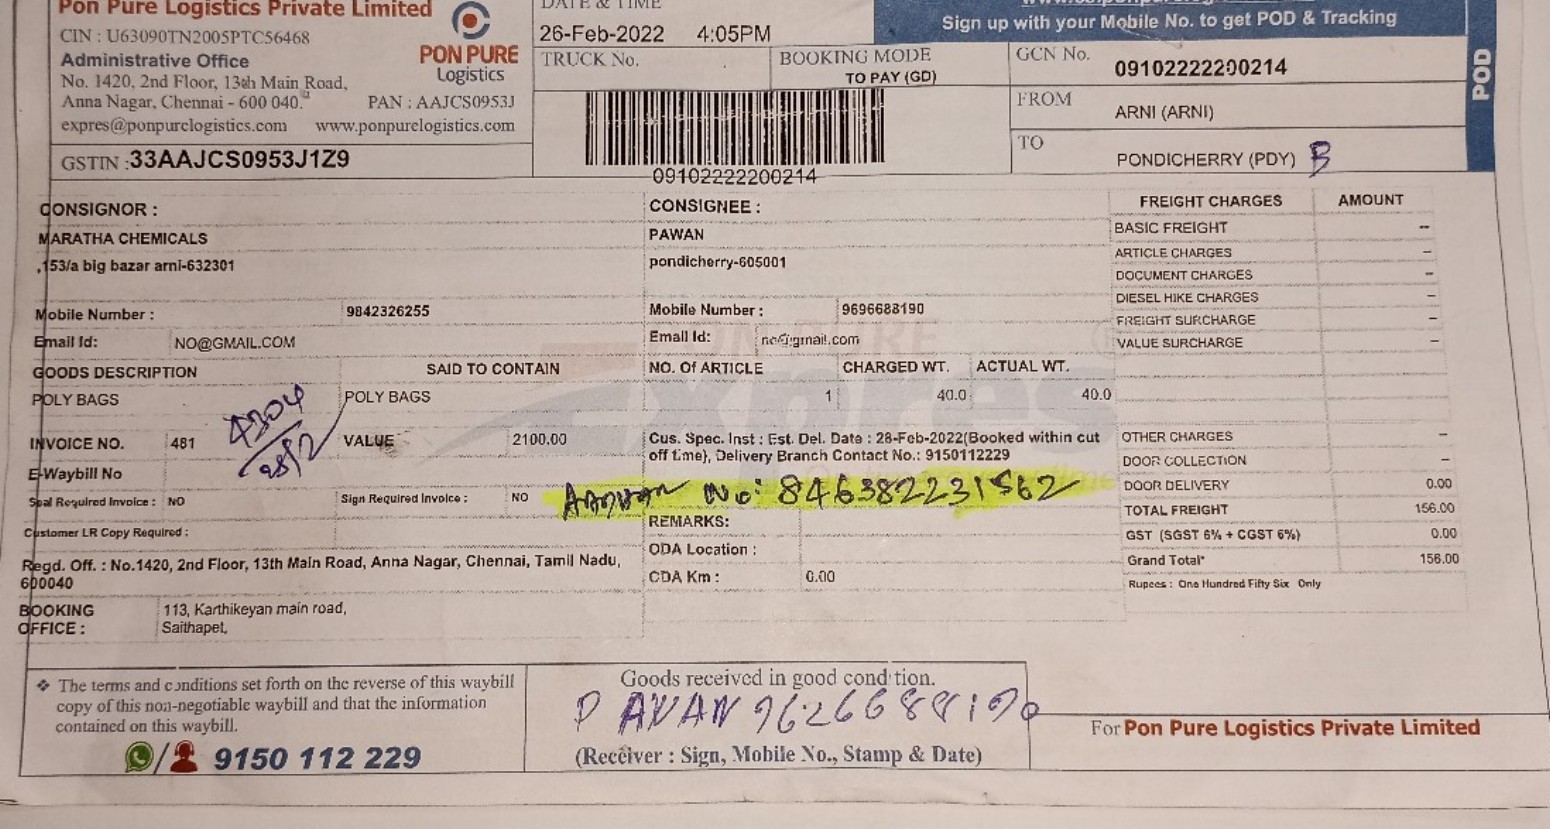 Pon Pure Logistics Private Limited
CIN : U63090TN2005PTC56468
Administrative Office
No. 1420, 2nd Floor, 13th Main Road,
Anna Nagar, Chennai - 600 040.
PAN : AAJCS0953J
expres@ponpurelogistics.com www.ponpurelogistics.com
GSTIN :33AAJCS0953J1Z9
PON PURE
Logistics
DATE & TIME
26-Feb-2022 4:05PM
TRUCK No.
BOOKING MODE
TO PAY (GD)
09102222200214
Sign up with your Mobile No. to get POD & Tracking
GCN No. 09102222200214
FROM ARNI (ARNI)
TO PONDICHERRY (PDY) B
POD
CONSIGNOR :
MARATHA CHEMICALS
,153/a big bazar arni-632301
Mobile Number : 9842326255
Email Id: NO@GMAIL.COM
CONSIGNEE :
PAWAN
pondicherry-605001
Mobile Number : 9696688190
Email Id: no@gmail.com
FREIGHT CHARGES AMOUNT
BASIC FREIGHT --
ARTICLE CHARGES --
DOCUMENT CHARGES --
DIESEL HIKE CHARGES --
FREIGHT SURCHARGE --
VALUE SURCHARGE --
GOODS DESCRIPTION SAID TO CONTAIN NO. Of ARTICLE CHARGED WT. ACTUAL WT.
POLY BAGS POLY BAGS 1 40.0 40.0
4304
28/2
INVOICE NO. 481 VALUE 2100.00
E-Waybill No
Seal Required Invoice : NO Sign Required Invoice : NO
Customer LR Copy Required :
Regd. Off. : No.1420, 2nd Floor, 13th Main Road, Anna Nagar, Chennai, Tamil Nadu,
600040
BOOKING
OFFICE :
113, Karthikeyan main road,
Saithapet,
Cus. Spec. Inst : Est. Del. Date : 28-Feb-2022(Booked within cut
off time), Delivery Branch Contact No.: 9150112229
No: 846382231562
REMARKS:
ODA Location :
CDA Km : 0.00
OTHER CHARGES --
DOOR COLLECTION --
DOOR DELIVERY 0.00
TOTAL FREIGHT 156.00
GST (SGST 6% + CGST 6%) 0.00
Grand Total* 156.00
Rupees : One Hundred Fifty Six Only
❖ The terms and conditions set forth on the reverse of this waybill
copy of this non-negotiable waybill and that the information
contained on this waybill.
9150 112 229
Goods received in good condition.
PAVAN 9626688190
(Receiver : Sign, Mobile No., Stamp & Date)
For Pon Pure Logistics Private Limited